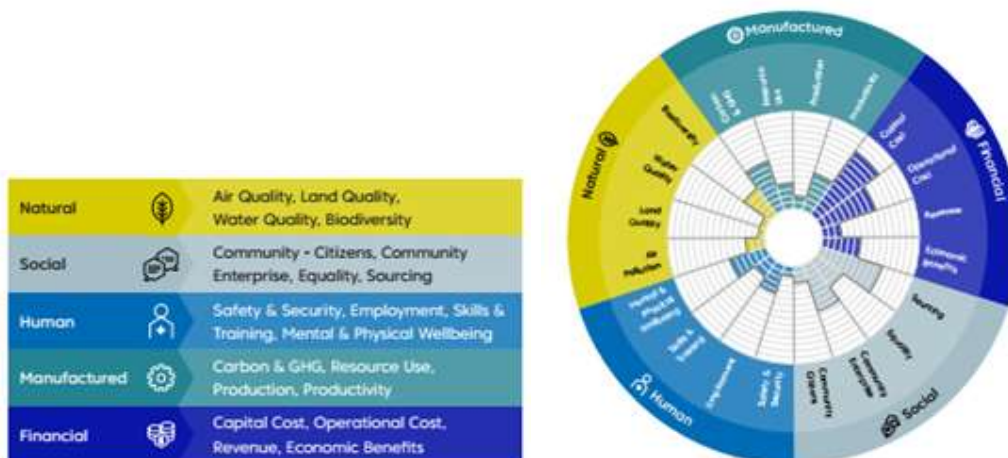 Natural
Air Quality, Land Quality,
Water Quality, Biodiversity
Social
Community - Citizens, Community
Enterprise, Equality, Sourcing
Human
Safety & Security, Employment, Skills &
Training, Mental & Physical Wellbeing
Manufactured
Carbon & GHG, Resource Use,
Production, Productivity
Financial
Capital Cost, Operational Cost,
Revenue, Economic Benefits
Manufactured
Carbon
& GHG
Resource
Use
Production
Productivity
Financial
Capital
Cost
Operational
Cost
Revenue
Economic
Benefits
Social
Sourcing
Equality
Community
Enterprise
Community
Citizens
Human
Safety &
Security
Employment
Skills &
Training
Mental &
Physical
Wellbeing
Natural
Air
Pollution
Land
Quality
Water
Quality
Biodiversity